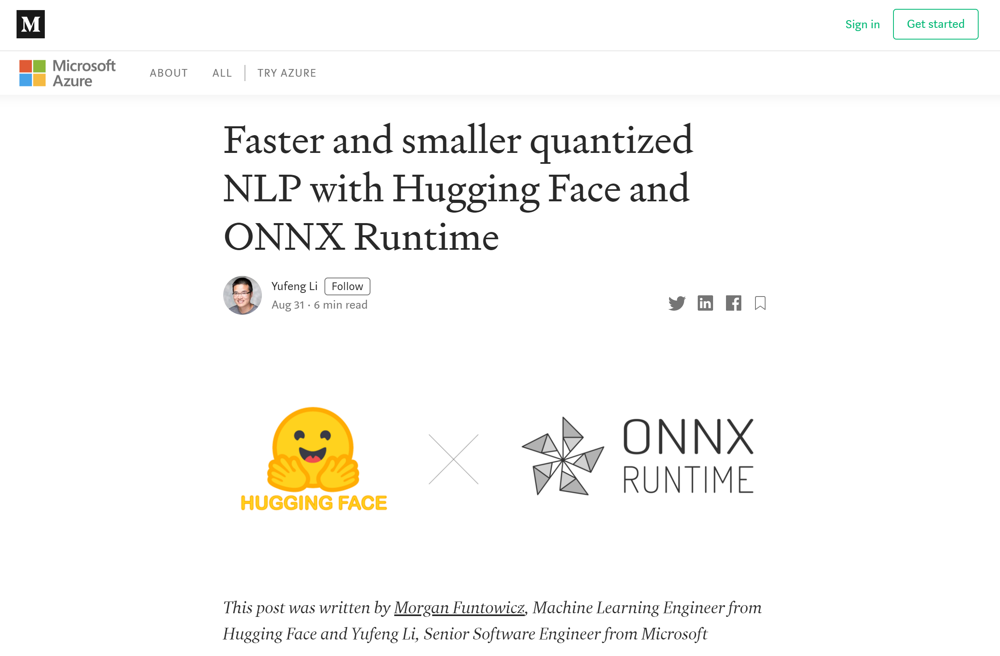 M
Sign in
Get started
Microsoft
Azure
ABOUT
ALL
TRY AZURE
Faster and smaller quantized
NLP with Hugging Face and
ONNX Runtime
Yufeng Li
Follow
Aug 31 · 6 min read
in
f
HUGGING FACE
ONNX
RUNTIME
This post was written by Morgan Funtowicz, Machine Learning Engineer from
Hugging Face and Yufeng Li, Senior Software Engineer from Microsoft